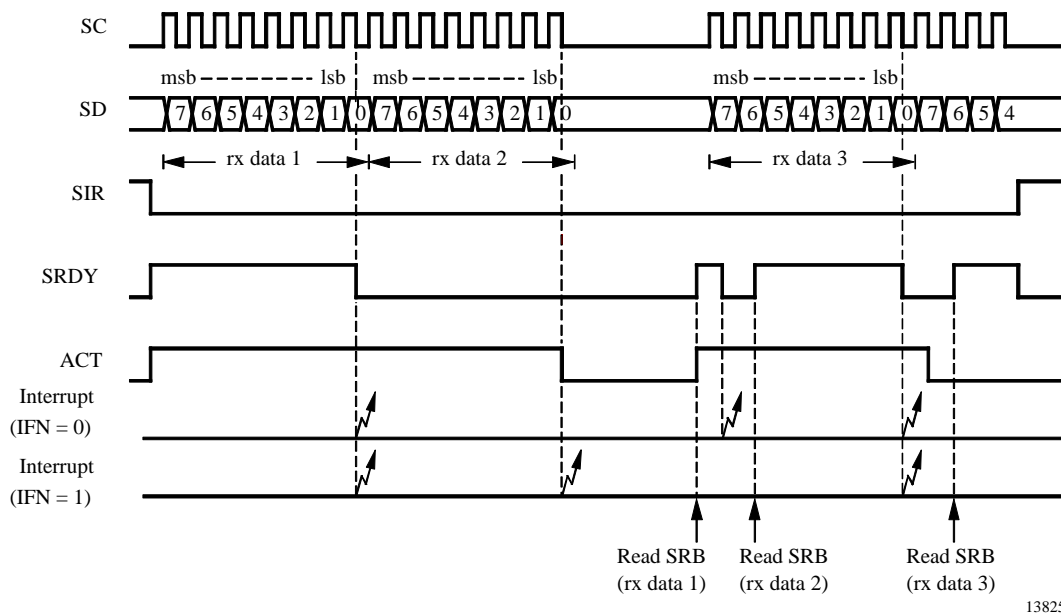 SC
msb lsb msb lsb msb lsb
SD 7 6 5 4 3 2 1 0 7 6 5 4 3 2 1 0 7 6 5 4 3 2 1 0 7 6 5 4
rx data 1 rx data 2 rx data 3
SIR
SRDY
ACT
Interrupt
(IFN = 0)
Interrupt
(IFN = 1)
Read SRB Read SRB Read SRB
(rx data 1) (rx data 2) (rx data 3)